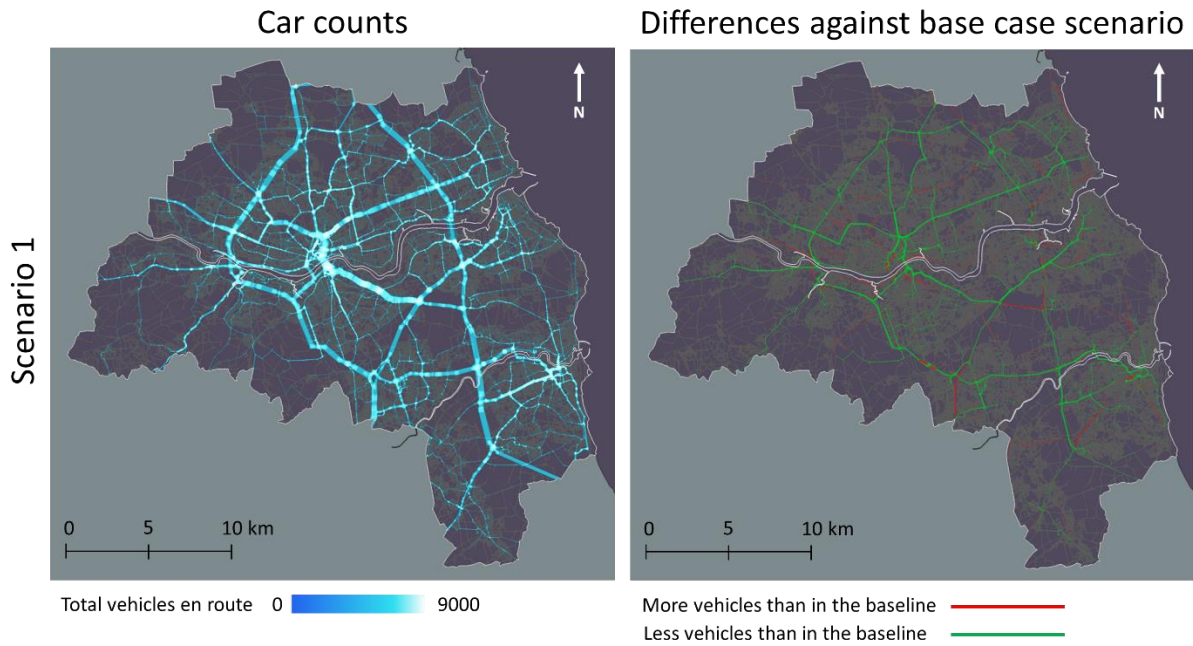 Car counts
Differences against base case scenario
Scenario 1
N
N
0 5 10 km
0 5 10 km
Total vehicles en route 0 9000
More vehicles than in the baseline
Less vehicles than in the baseline